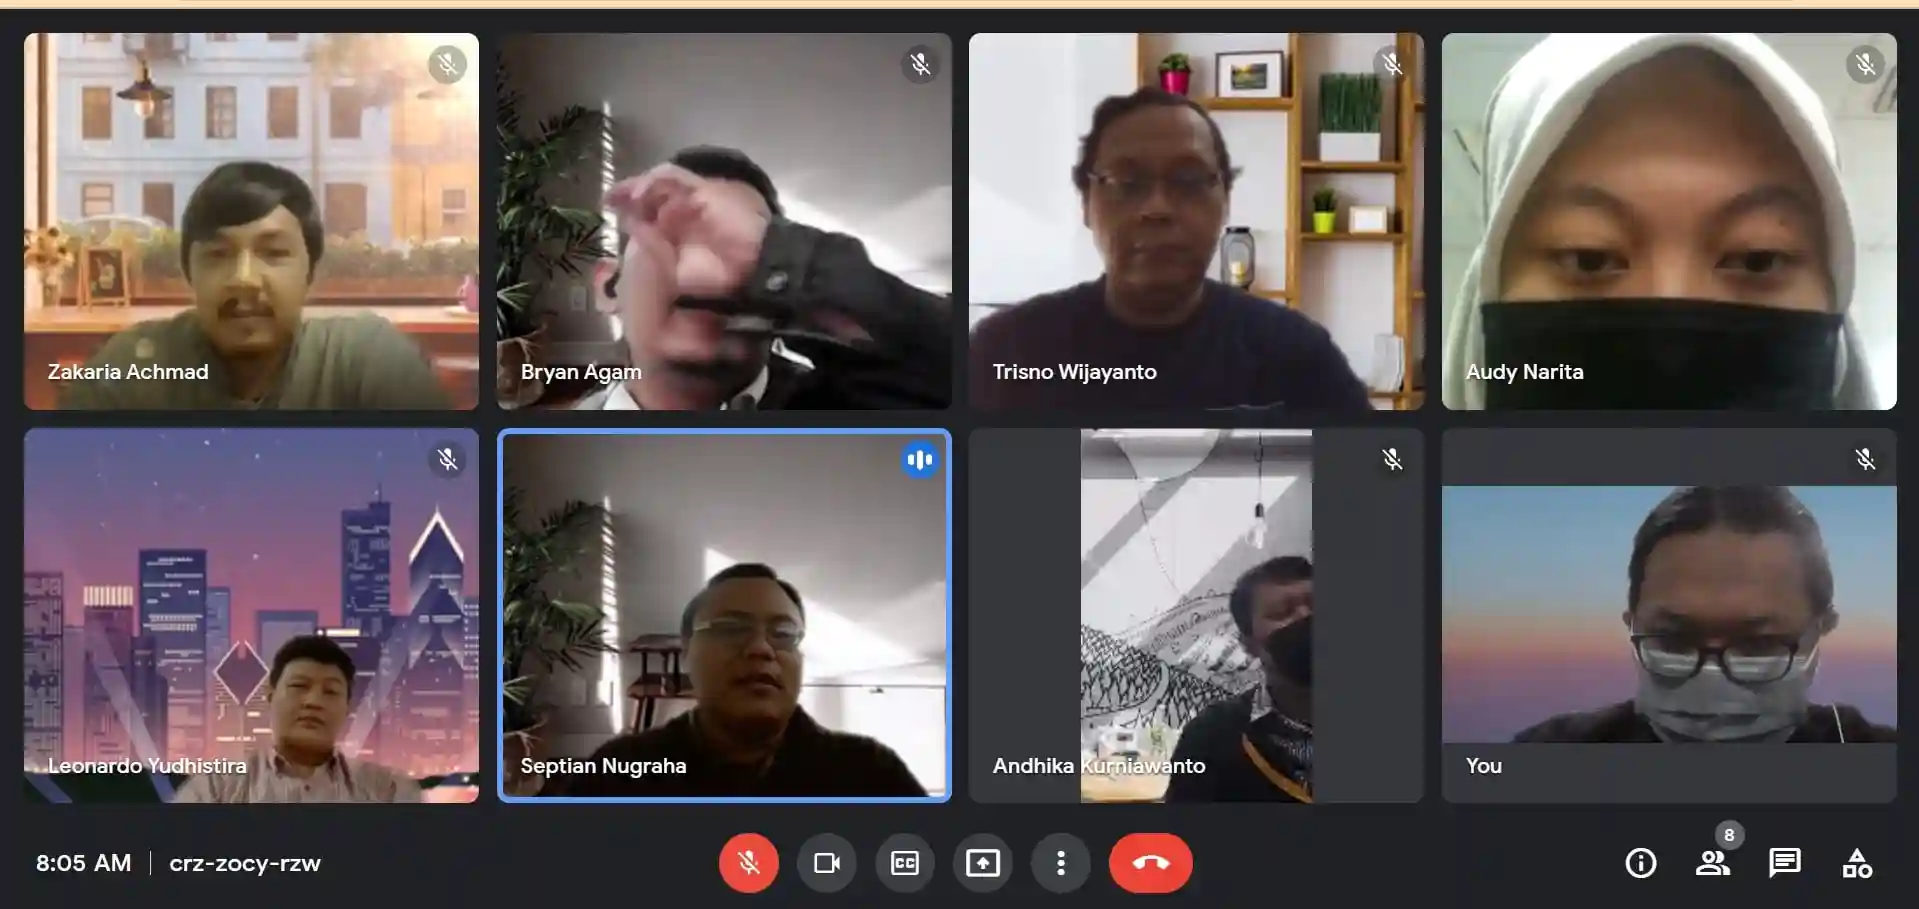 Zakaria Achmad
Bryan Agam
Trisno Wijayanto
Audy Narita
Leonardo Yudhistira
Septian Nugraha
Andhika Kurniawanto
You
8
8:05 AM | crz-zocy-rzw
CC